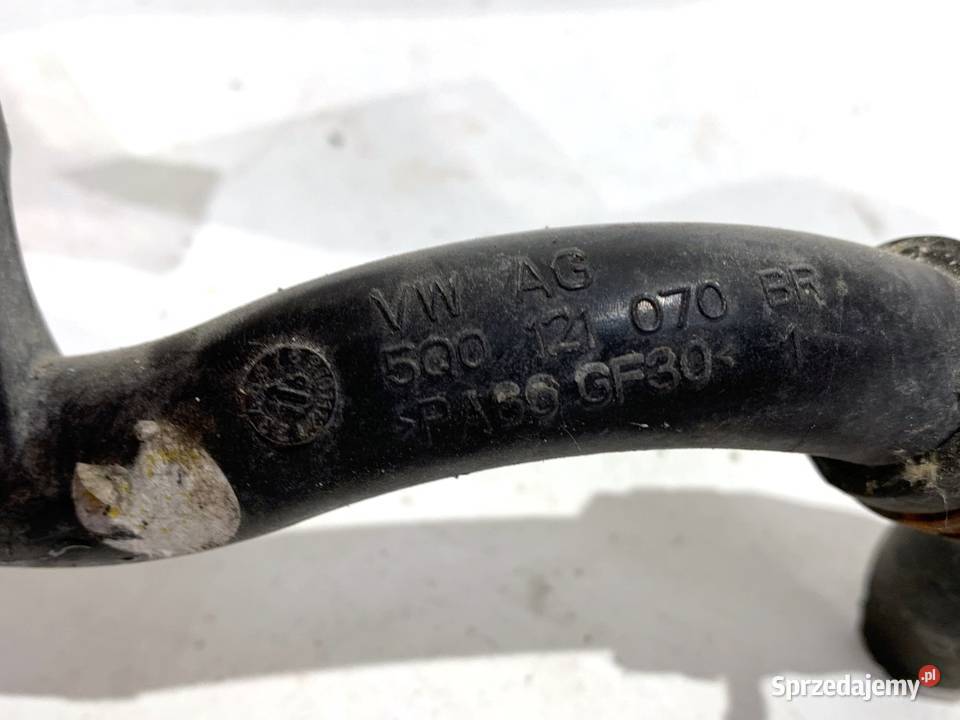 VW AG
5Q0 121 070 BR
>PA66 GF30< 1
Sprzedajemy.pl